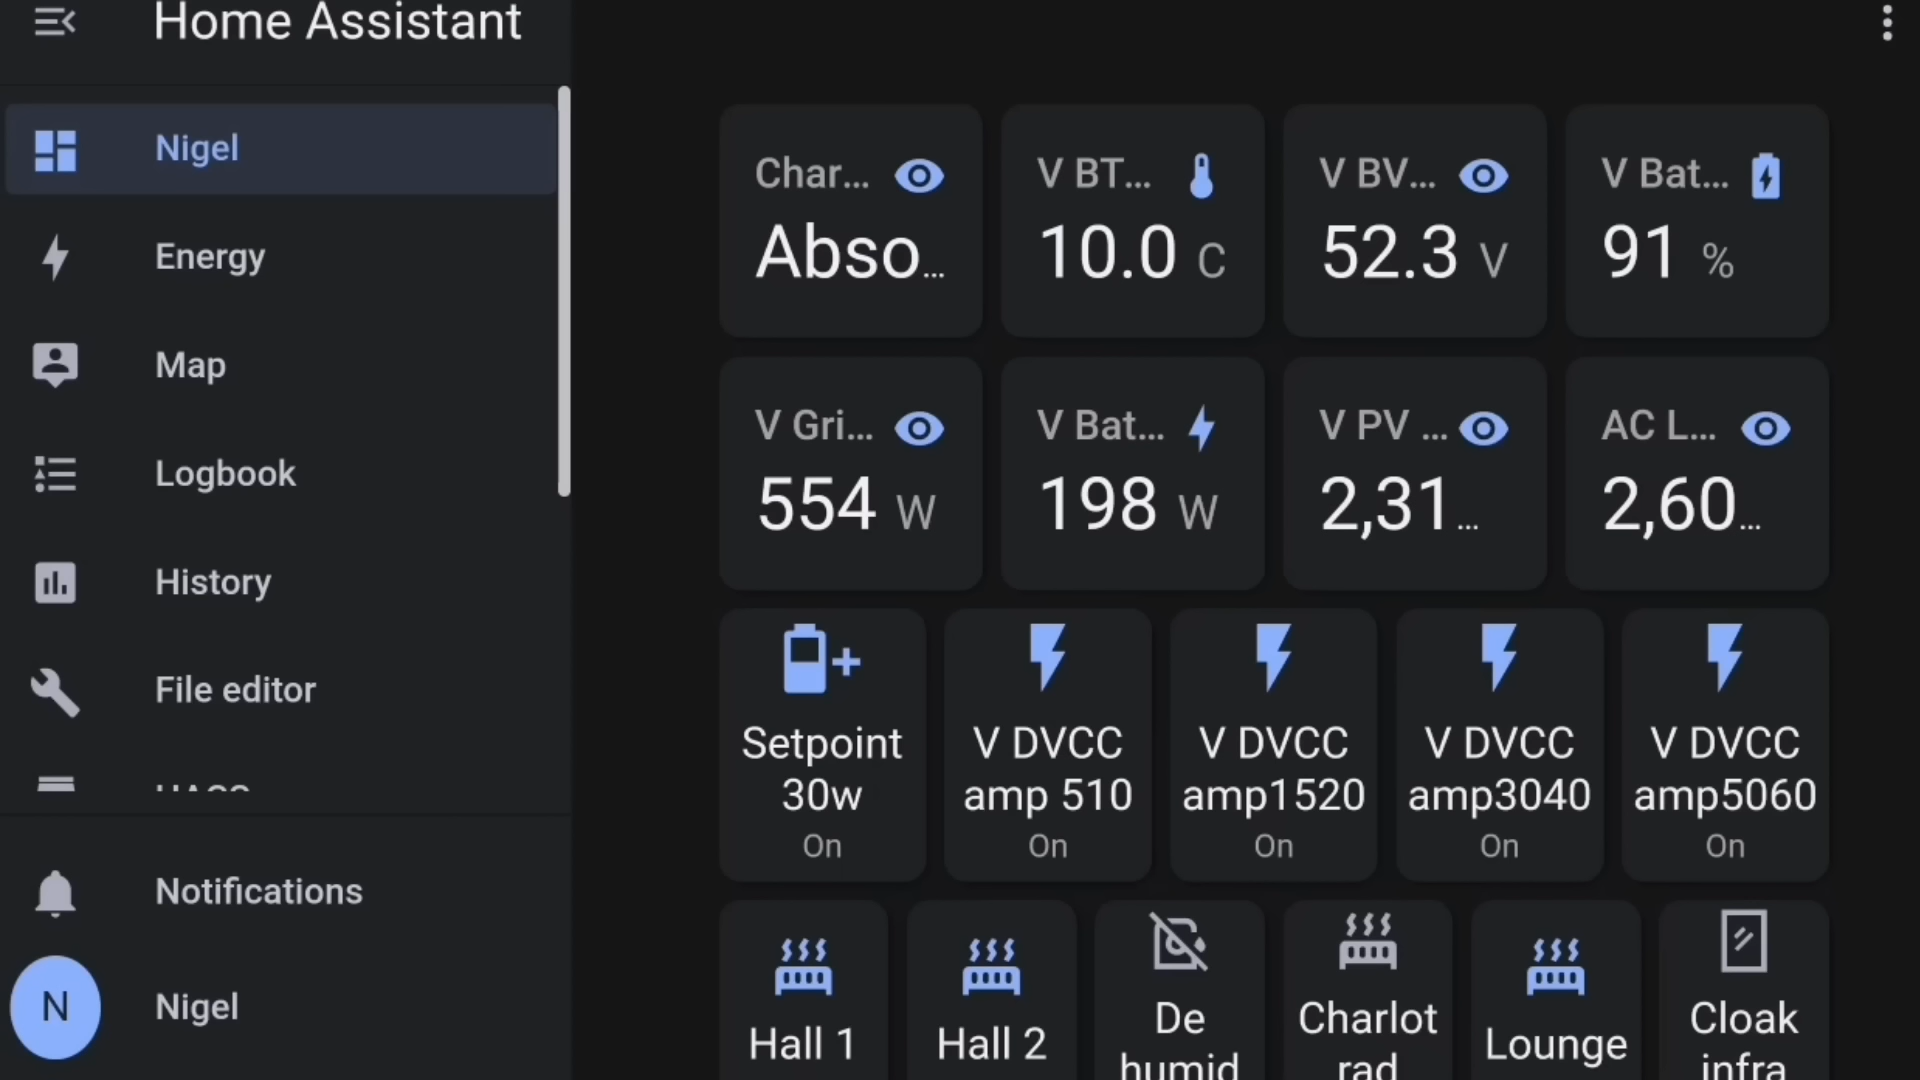 Home Assistant
Nigel
Energy
Map
Logbook
History
File editor
HACS
Notifications
N
Nigel
Char...
Abso...
V BT...
10.0 C
V BV...
52.3 V
V Bat...
91 %
V Gri...
554 W
V Bat...
198 W
V PV ...
2,31...
AC L...
2,60...
Setpoint
30w
On
V DVCC
amp 510
On
V DVCC
amp1520
On
V DVCC
amp3040
On
V DVCC
amp5060
On
Hall 1
Hall 2
De
humid
Charlot
rad
Lounge
Cloak
infra